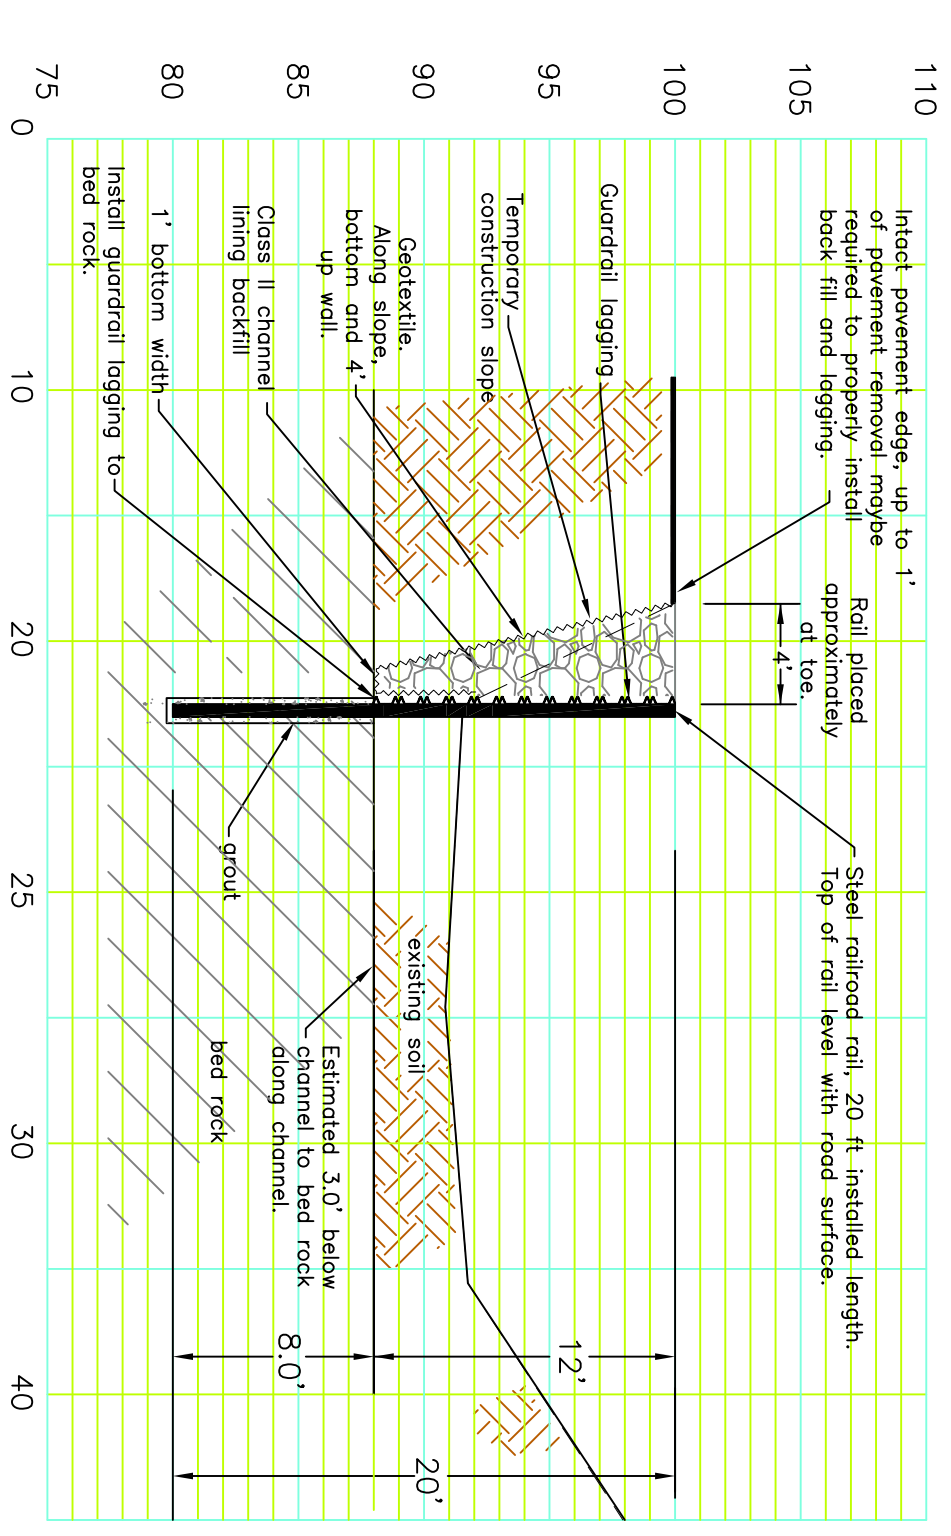 110
105
100
95
90
85
80
75
0
10
20
25
30
40
Intact pavement edge, up to 1'
of pavement removal maybe
required to properly install
back fill and lagging.
Rail placed
approximately
at toe.
4'
Steel railroad rail, 20 ft installed length.
Top of rail level with road surface.
Guardrail lagging
Temporary
construction slope
Geotextile.
Along slope,
bottom and 4'
up wall.
Class II channel
lining backfill
1' bottom width
Install guardrail lagging to
bed rock.
grout
existing soil
Estimated 3.0' below
channel to bed rock
along channel.
bed rock
12'
8.0'
20'